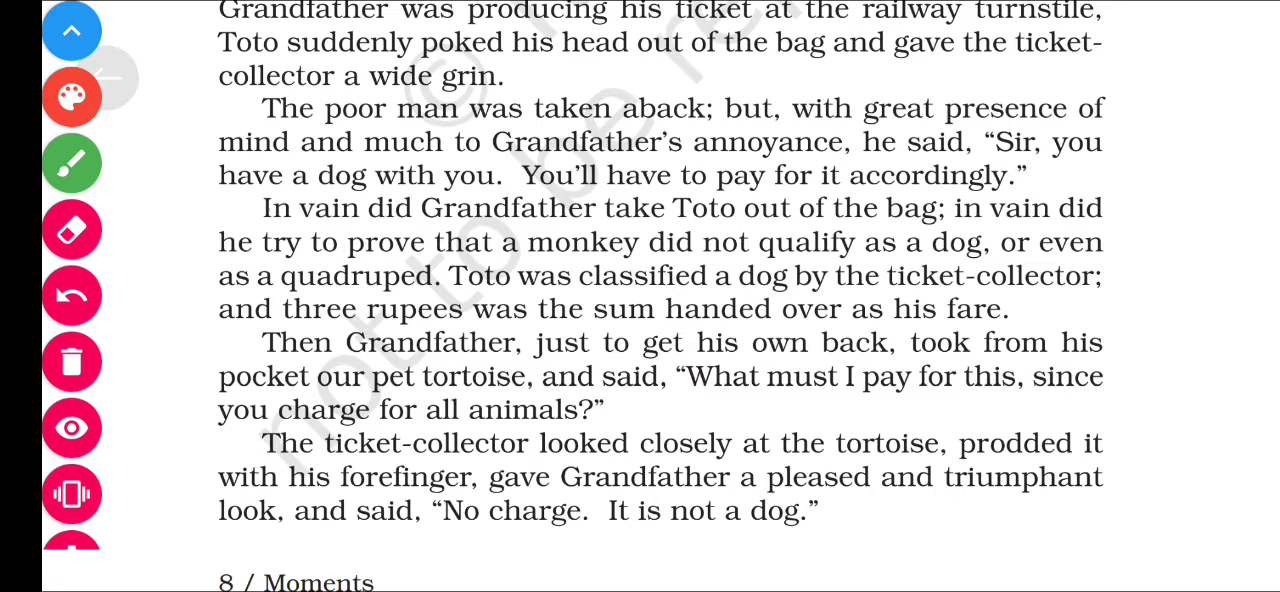 Grandfather was producing his ticket at the railway turnstile,
Toto suddenly poked his head out of the bag and gave the ticket-
collector a wide grin.
The poor man was taken aback; but, with great presence of
mind and much to Grandfather's annoyance, he said, “Sir, you
have a dog with you.  You'll have to pay for it accordingly.”
In vain did Grandfather take Toto out of the bag; in vain did
he try to prove that a monkey did not qualify as a dog, or even
as a quadruped. Toto was classified a dog by the ticket-collector;
and three rupees was the sum handed over as his fare.
Then Grandfather, just to get his own back, took from his
pocket our pet tortoise, and said, “What must I pay for this, since
you charge for all animals?”
The ticket-collector looked closely at the tortoise, prodded it
with his forefinger, gave Grandfather a pleased and triumphant
look, and said, “No charge.  It is not a dog.”
8 / Moments
not to be re
©